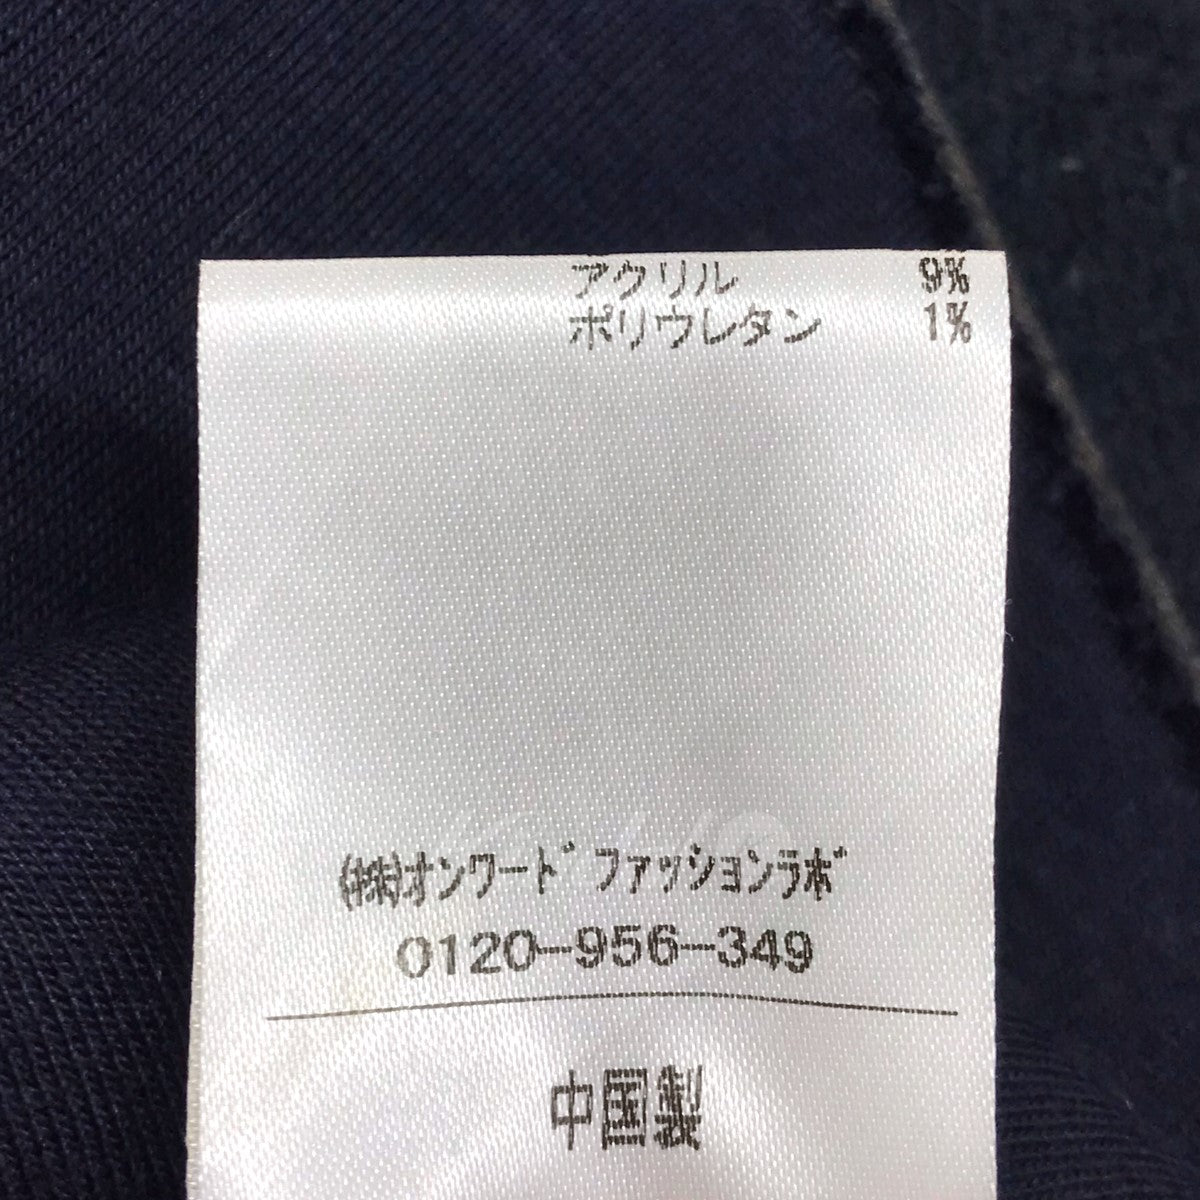 アクリル 9%
ポリウレタン 1%
(株)オンワード ファッションラボ
0120-956-349
中国製